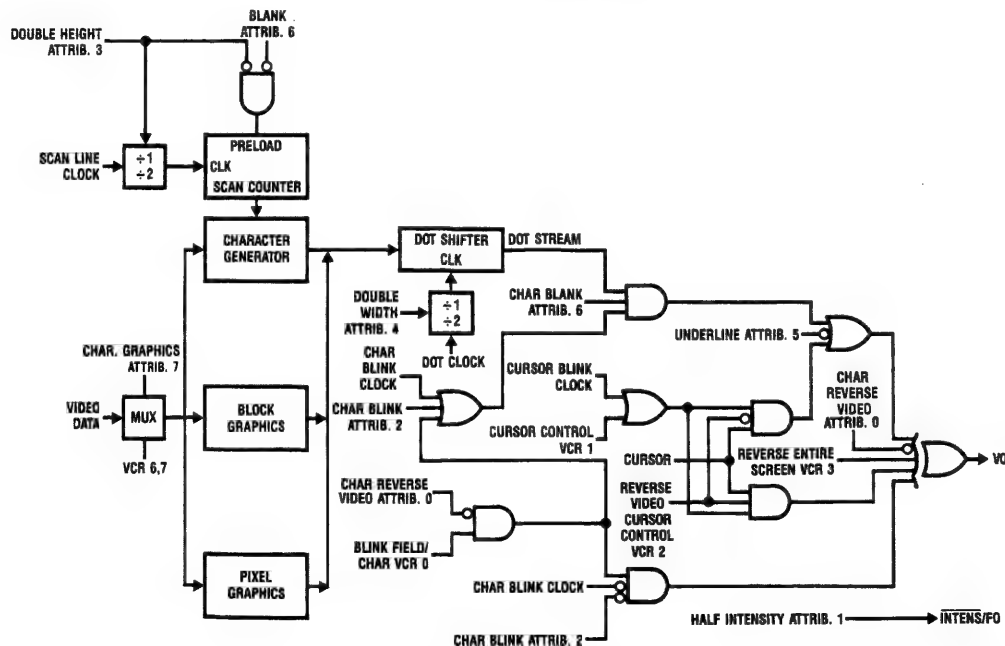 BLANK
ATTRIB. 6
DOUBLE HEIGHT
ATTRIB. 3
SCAN LINE
CLOCK
÷1
÷2
PRELOAD
CLK
SCAN COUNTER
CHARACTER
GENERATOR
DOT SHIFTER
CLK
DOT STREAM
DOUBLE
WIDTH
ATTRIB. 4
÷1
÷2
DOT CLOCK
CHAR BLANK
ATTRIB. 6
UNDERLINE ATTRIB. 5
CHAR. GRAPHICS
ATTRIB. 7
VIDEO
DATA
MUX
VCR 6,7
BLOCK
GRAPHICS
CHAR
BLINK
CLOCK
CHAR BLINK
ATTRIB. 2
CURSOR BLINK
CLOCK
CURSOR CONTROL
VCR 1
CHAR
REVERSE
VIDEO
ATTRIB. 0
CURSOR
REVERSE ENTIRE
SCREEN VCR 3
VO
REVERSE
VIDEO
CURSOR
CONTROL
VCR 2
CHAR REVERSE
VIDEO ATTRIB. 0
BLINK FIELD/
CHAR VCR 0
PIXEL
GRAPHICS
CHAR BLINK CLOCK
CHAR BLINK ATTRIB. 2
HALF INTENSITY ATTRIB. 1
INTENS/FO